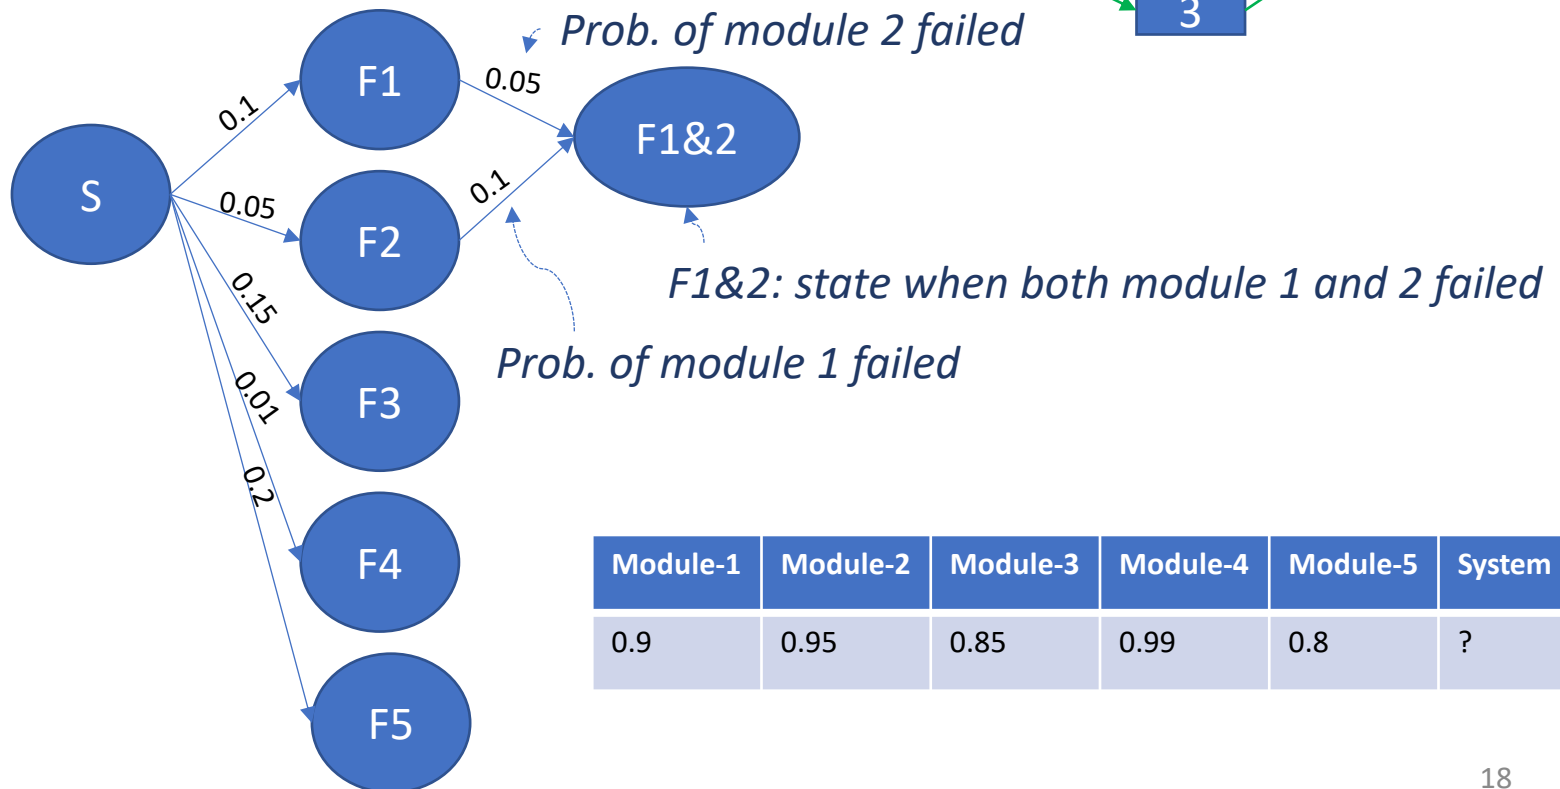 3
Prob. of module 2 failed
F1
0.05
0.1
F1&2
S
0.05
0.1
F2
F1&2: state when both module 1 and 2 failed
0.15
Prob. of module 1 failed
0.01
F3
0.2
F4
Module-1 Module-2 Module-3 Module-4 Module-5 System
0.9 0.95 0.85 0.99 0.8 ?
F5
18